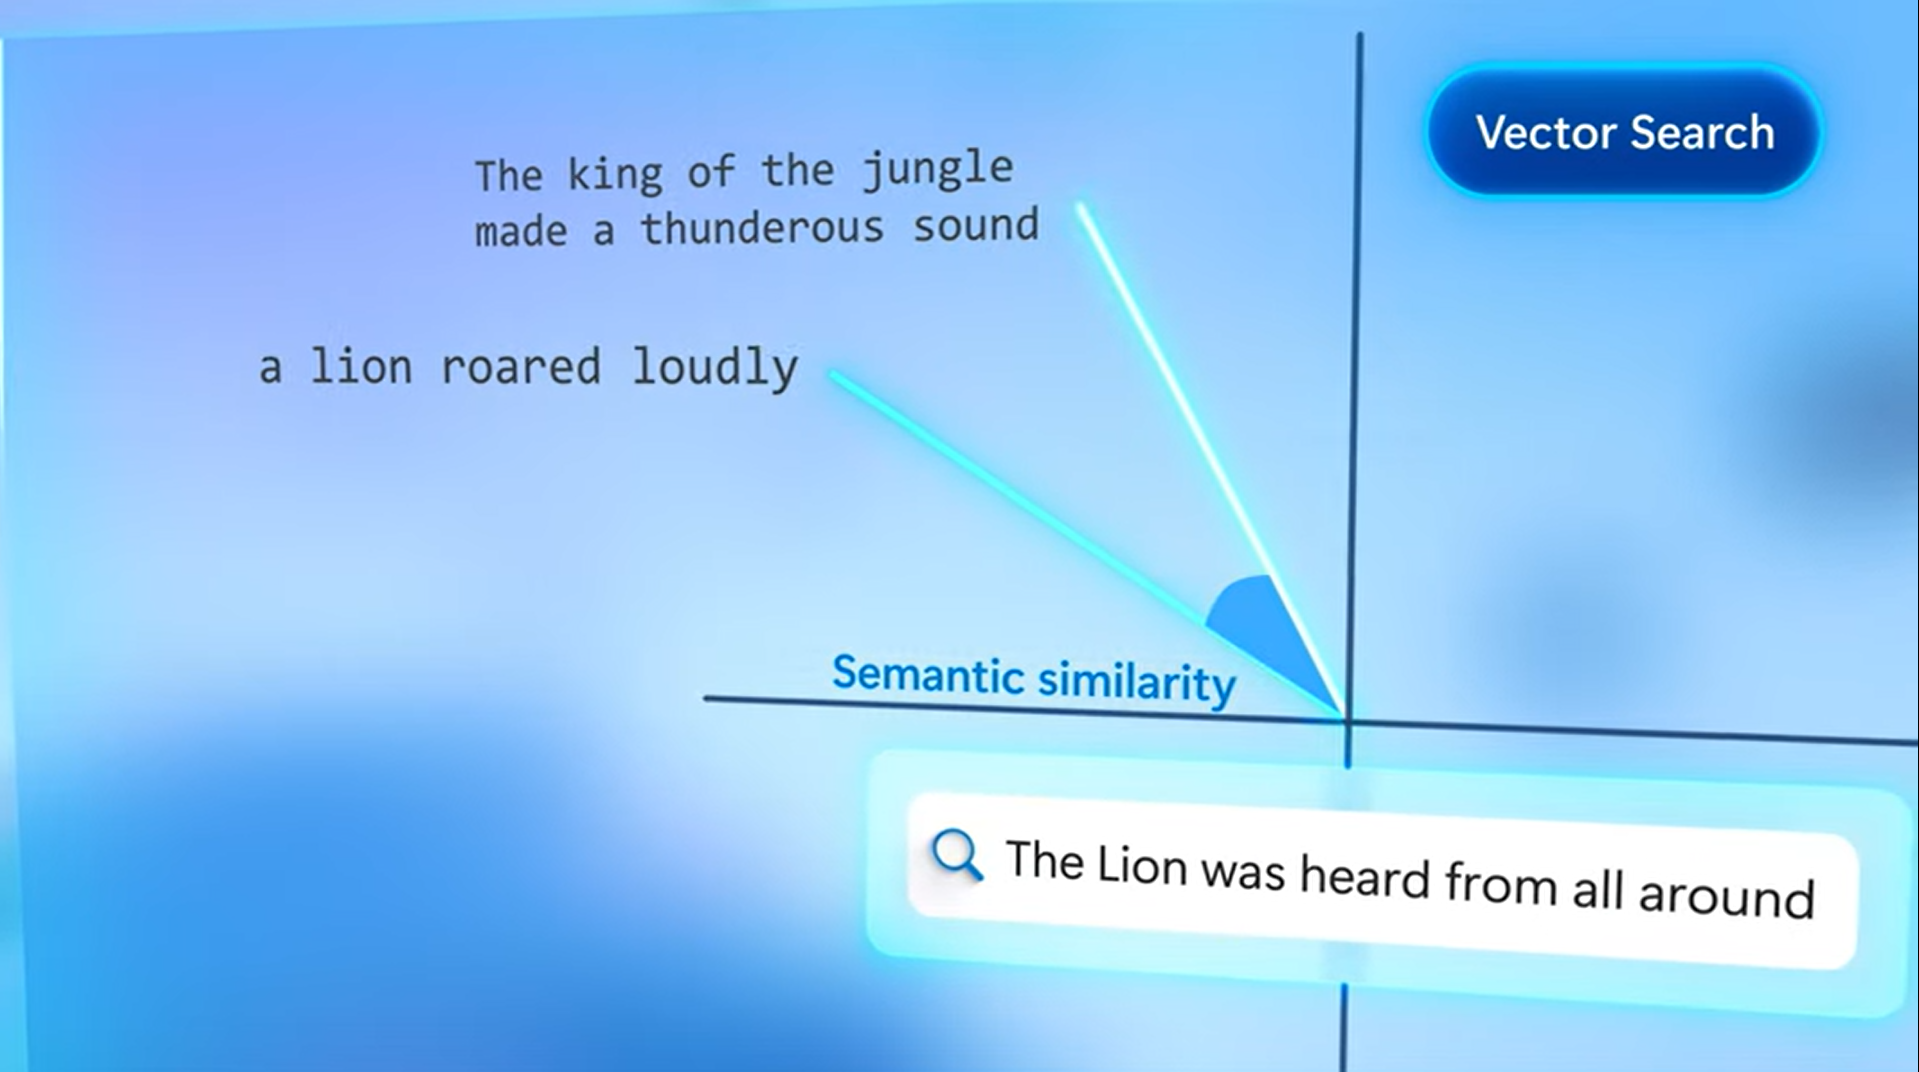 Vector Search
The king of the jungle
made a thunderous sound
a lion roared loudly
Semantic similarity
The Lion was heard from all around